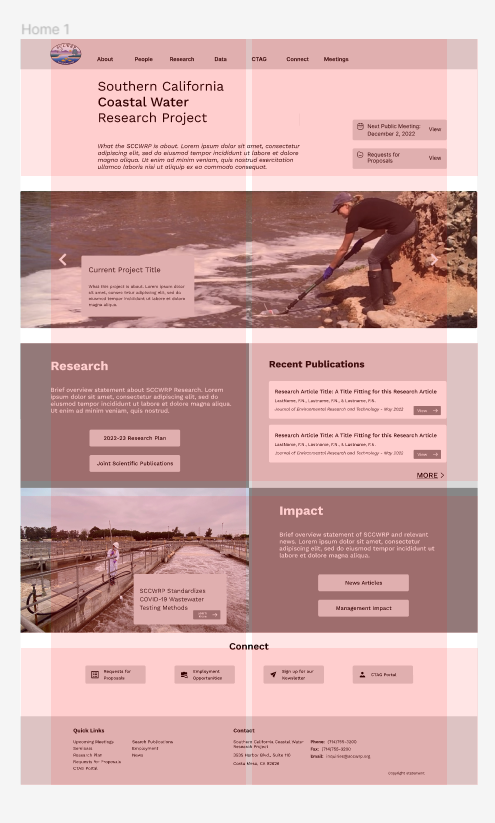 Home 1
SCCWRP
About People Research Data CTAG Connect Meetings
Southern California
Coastal Water
Research Project
What the SCCWRP is about. Lorem ipsum dolor sit amet, consectetur
adipiscing elit, sed do eiusmod tempor incididunt ut labore et dolore
magna aliqua. Ut enim ad minim veniam, quis nostrud exercitation
ullamco laboris nisi ut aliquip ex ea commodo consequat.
Next Public Meeting:
December 2, 2022
View
Requests for
Proposals
View
Current Project Title
What this project is about. Lorem ipsum dolor
sit amet, consectetur adipiscing elit, sed do
eiusmod tempor incididunt ut labore et dolore
magna aliqua.
Research
Brief overview statement about SCCWRP Research. Lorem
ipsum dolor sit amet, consectetur adipiscing elit, sed do
eiusmod tempor incididunt ut labore et dolore magna aliqua.
Ut enim ad minim veniam, quis nostrud.
2022-23 Research Plan
Joint Scientific Publications
Recent Publications
Research Article Title: A Title Fitting for this Research Article
LastName, F.N., Lastname, F.N., & Lastname, F.N.
Journal of Environmental Research and Technology - May 2022
View
Research Article Title: A Title Fitting for this Research Article
LastName, F.N., Lastname, F.N., & Lastname, F.N.
Journal of Environmental Research and Technology - May 2022
View
MORE
SCCWRP Standardizes
COVID-19 Wastewater
Testing Methods
Impact
Brief overview statement of SCCWRP and relevant
news. Lorem ipsum dolor sit amet, consectetur
adipiscing elit, sed do eiusmod tempor incididunt ut
labore et dolore magna aliqua.
News Articles
Management Impact
Connect
Requests for
Proposals
Employment
Opportunities
Sign up for our
Newsletter
CTAG Portal
Quick Links
Upcoming Meetings
Seminars
Research Plan
Requests for Proposals
CTAG Portal
Search Publications
Employment
News
Contact
Southern California Coastal Water
Research Project
3535 Harbor Blvd., Suite 110
Costa Mesa, CA 92626
Phone: (714)755-3200
Fax: (714)755-3299
Email: inquiries@sccwrp.org
Copyright statement